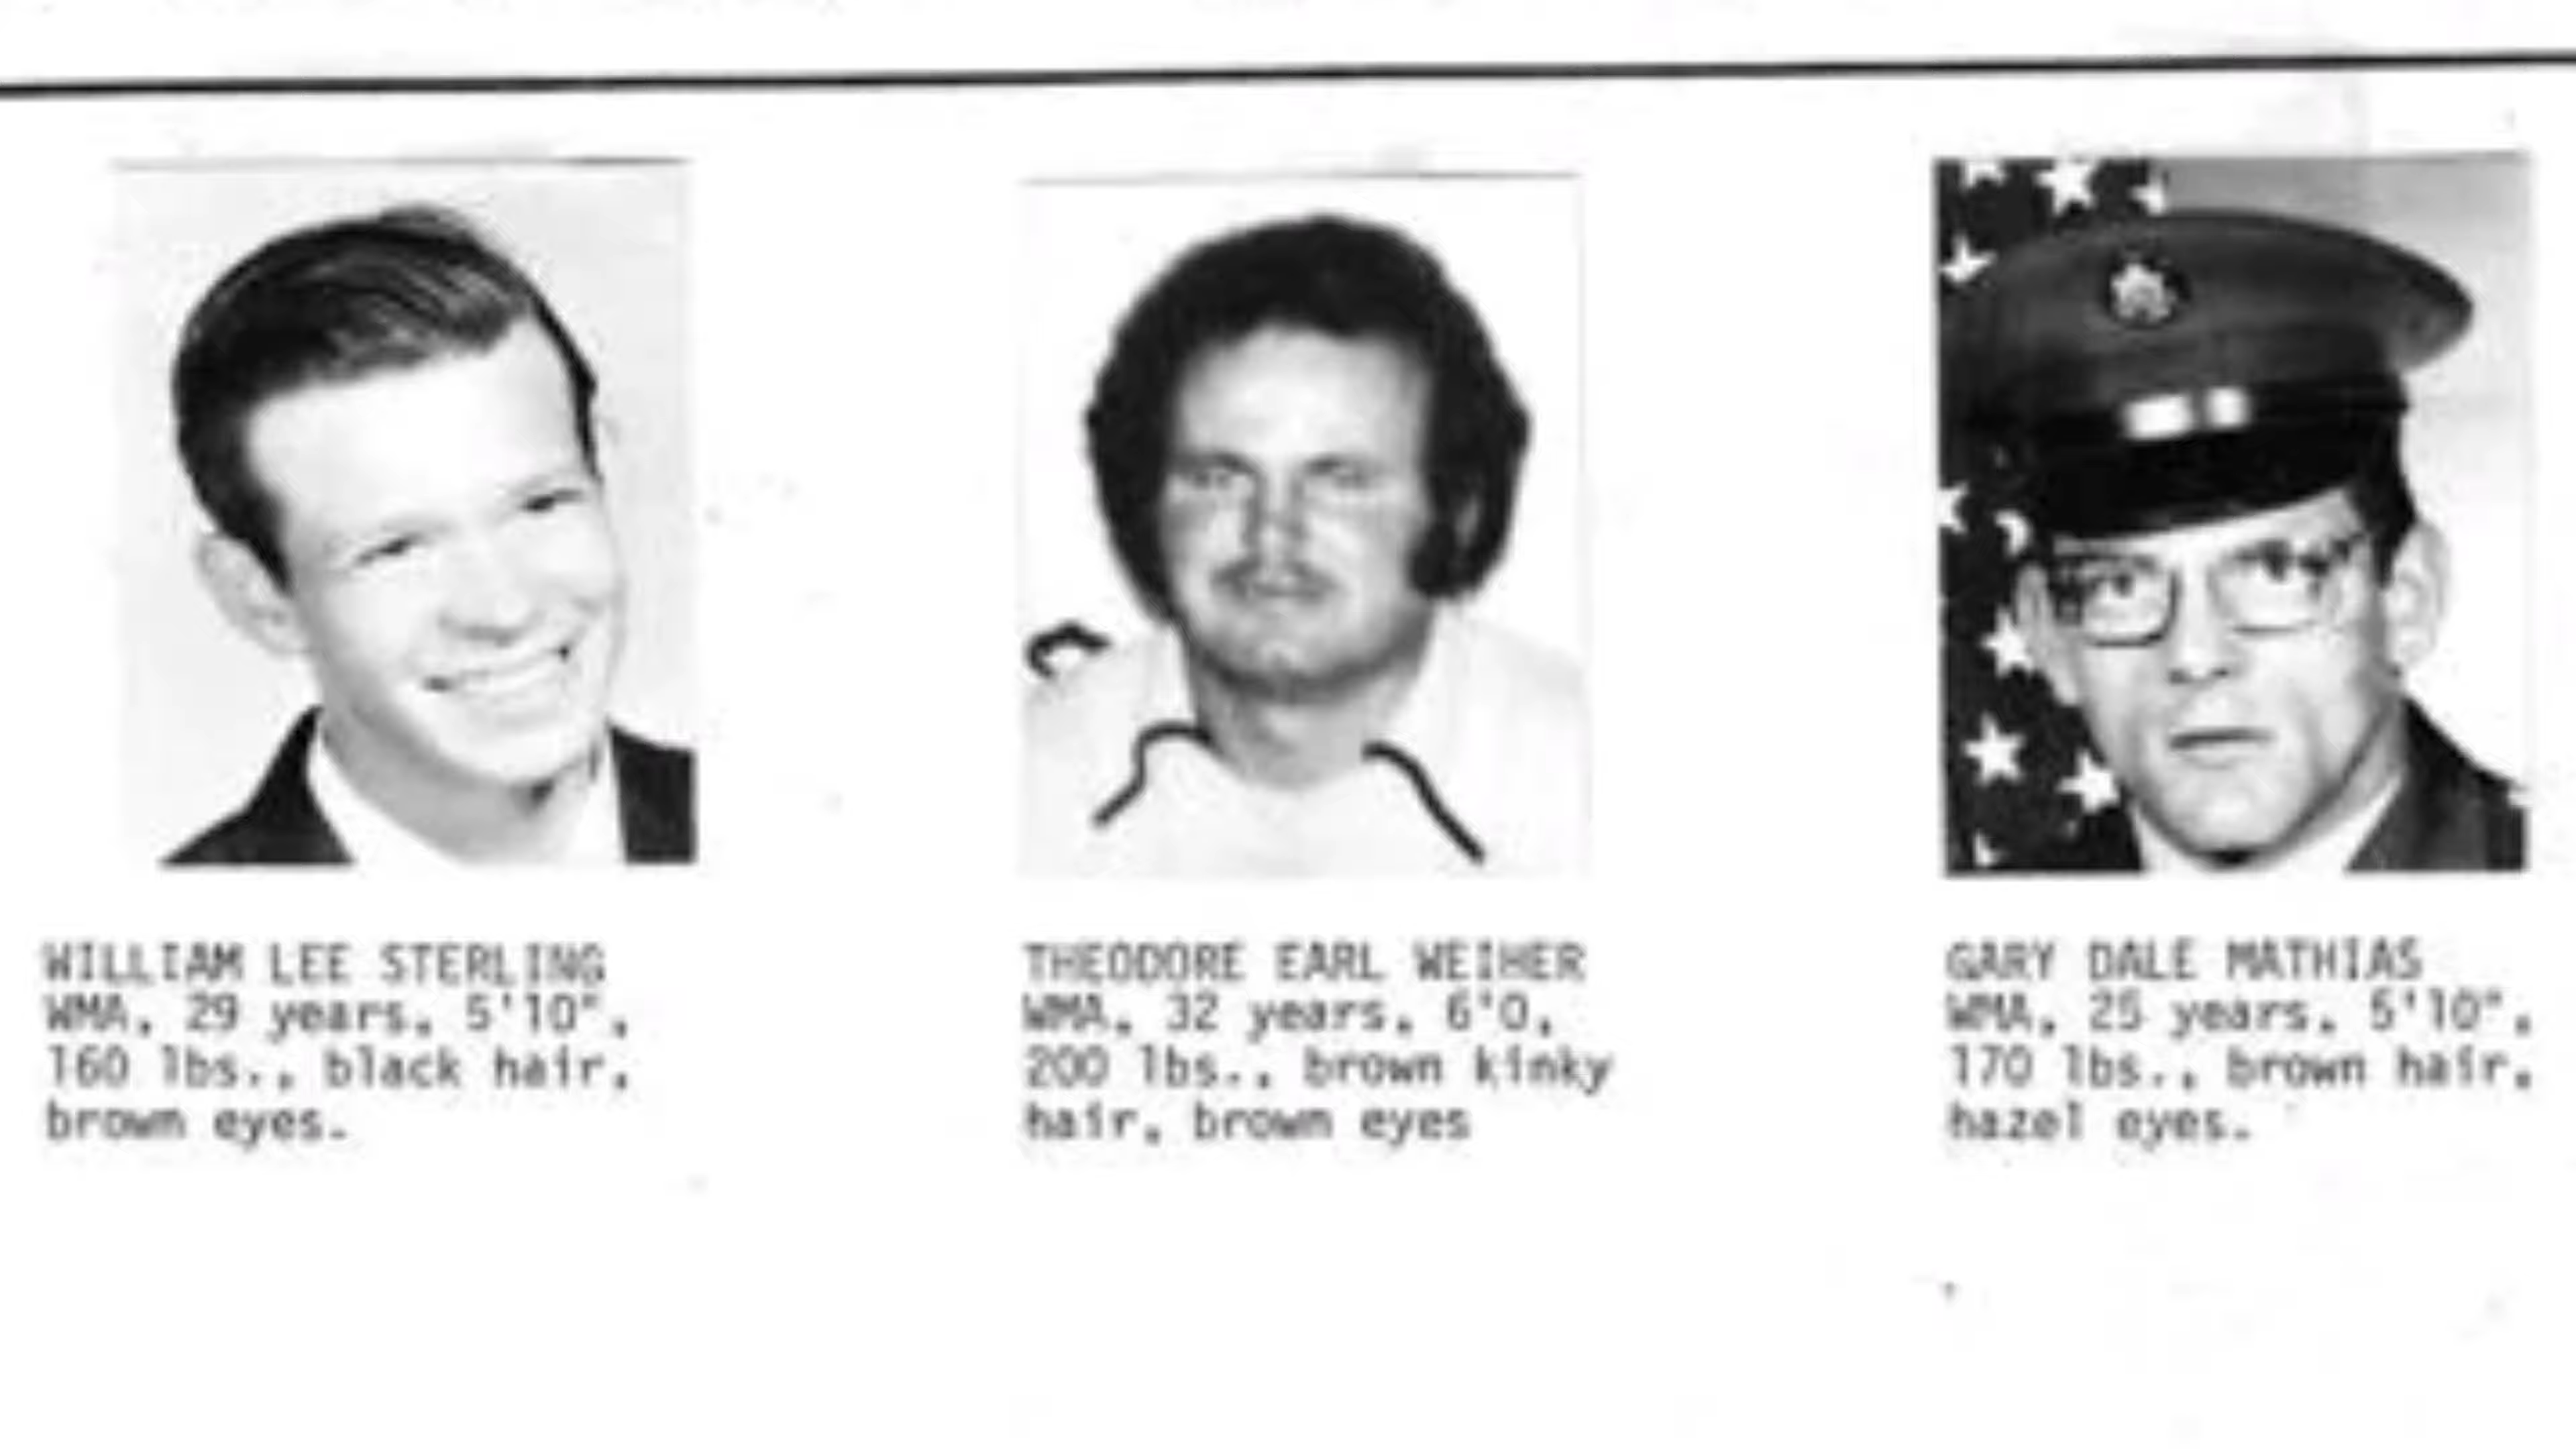 WILLIAM LEE STERLING
WMA, 29 years, 5'10",
160 lbs., black hair,
brown eyes.
THEODORE EARL WEIHER
WMA, 32 years, 6'0,
200 lbs., brown kinky
hair, brown eyes
GARY DALE MATHIAS
WMA, 25 years, 5'10",
170 lbs., brown hair,
hazel eyes.